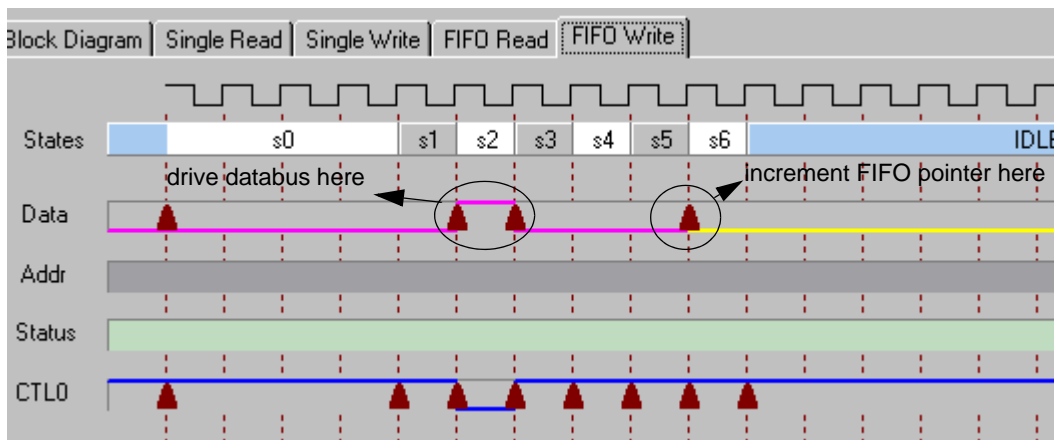 Block Diagram Single Read Single Write FIFO Read FIFO Write
States s0 s1 s2 s3 s4 s5 s6 IDLE
drive databus here increment FIFO pointer here
Data
Addr
Status
CTL0